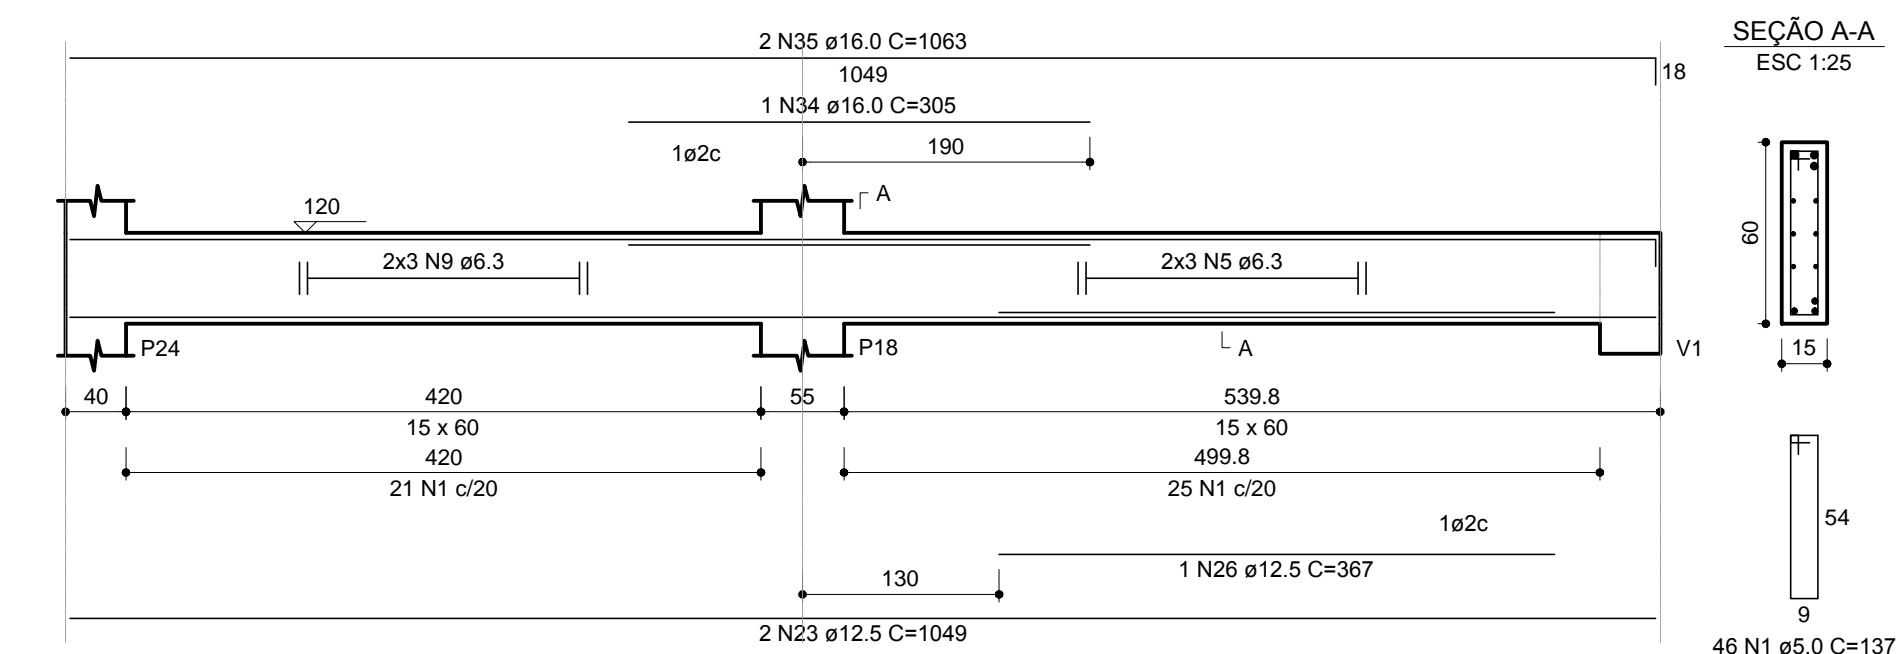 SEÇÃO A-A
ESC 1:25
2 N35 ø16.0 C=1063
1049
18
1 N34 ø16.0 C=305
1ø2c
190
A
120
2x3 N9 ø6.3
2x3 N5 ø6.3
60
P24
P18
A
V1
15
40
420
55
539.8
15 x 60
15 x 60
420
499.8
21 N1 c/20
25 N1 c/20
1ø2c
54
1 N26 ø12.5 C=367
130
9
2 N23 ø12.5 C=1049
46 N1 ø5.0 C=137